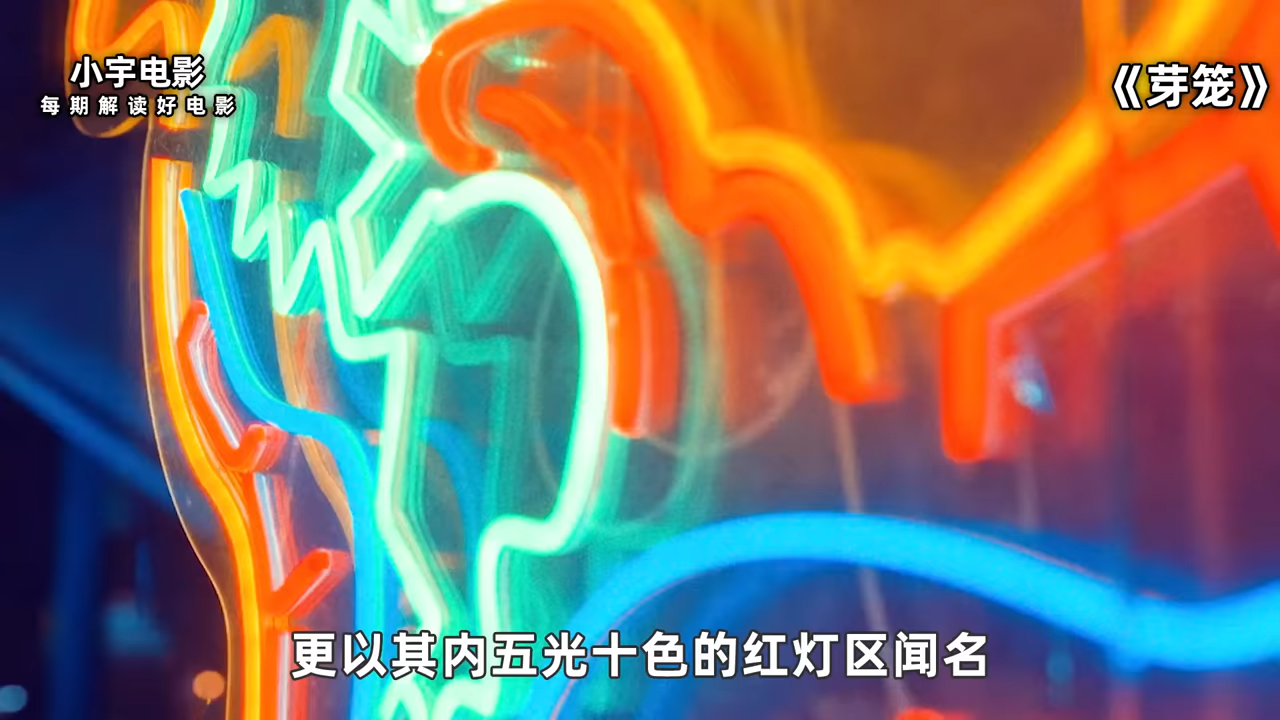 小宇电影
每期解读好电影
《芽笼》
更以其内五光十色的红灯区闻名